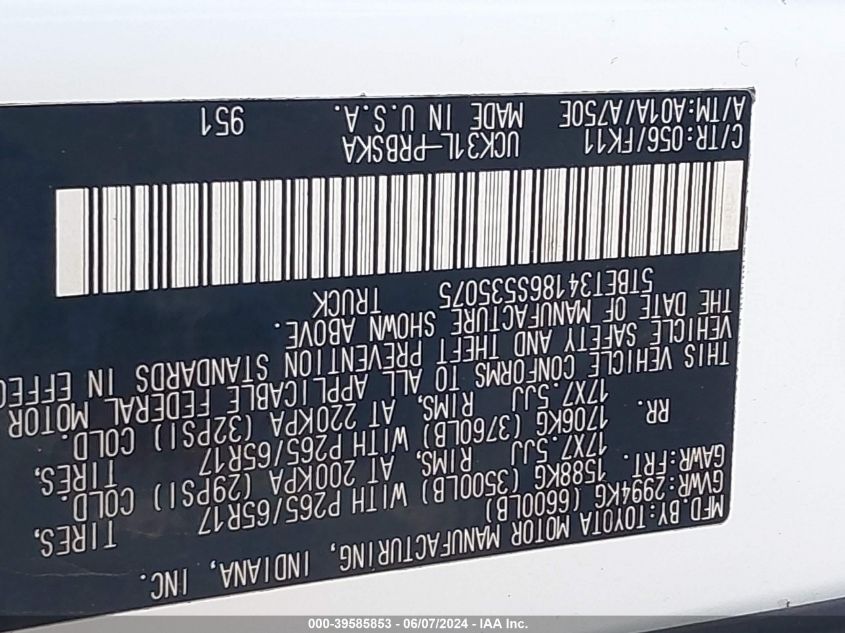 MFD BY:TOYOTA MOTOR MANUFACTURING, INDIANA, INC.
GVWR:2994KG(6600LB)
GAWR:FRT. 1588KG(3500LB)WITH P265/65R17 TIRES,
17X7.5JJ RIMS, AT 200KPA(29PSI) COLD.
RR. 1706KG(3760LB)WITH P265/65R17 TIRES,
17X7.5JJ RIMS, AT 220KPA(32PSI) COLD.
THIS VEHICLE CONFORMS TO ALL APPLICABLE FEDERAL MOTOR
VEHICLE SAFETY AND THEFT PREVENTION STANDARDS IN EFFEC
THE DATE OF MANUFACTURE SHOWN ABOVE.
5TBET34186S535075 TRUCK
C/TR:056/FK11 UCK31L-PRBSKA
A/TM:A01A/A750E MADE IN U.S.A. 951
000-39585853 / 06/07/2024 - IAA Inc.